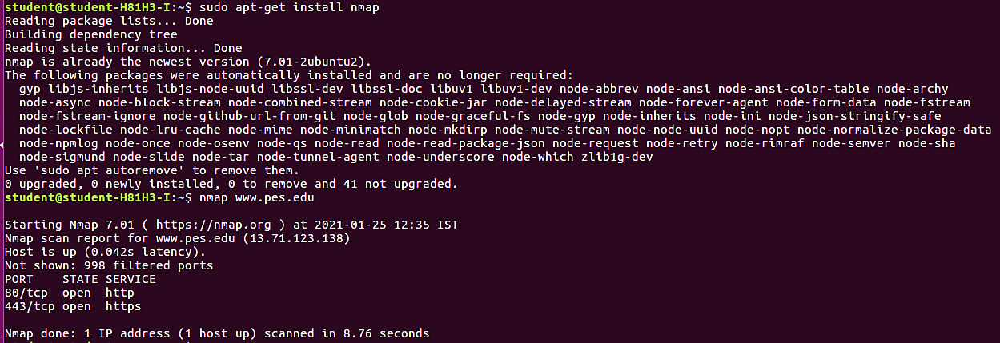 student@student-H81H3-I:~$ sudo apt-get install nmap
Reading package lists... Done
Building dependency tree
Reading state information... Done
nmap is already the newest version (7.01-2ubuntu2).
The following packages were automatically installed and are no longer required:
  gyp libjs-inherits libjs-node-uuid libssl-dev libssl-doc libuv1 libuv1-dev node-abbrev node-ansi node-ansi-color-table node-archy
  node-async node-block-stream node-combined-stream node-cookie-jar node-delayed-stream node-forever-agent node-form-data node-fstream
  node-fstream-ignore node-github-url-from-git node-glob node-graceful-fs node-gyp node-inherits node-ini node-json-stringify-safe
  node-lockfile node-lru-cache node-mime node-minimatch node-mkdirp node-mute-stream node-node-uuid node-nopt node-normalize-package-data
  node-npmlog node-once node-osenv node-qs node-read node-read-package-json node-request node-retry node-rimraf node-semver node-sha
  node-sigmund node-slide node-tar node-tunnel-agent node-underscore node-which zlib1g-dev
Use 'sudo apt autoremove' to remove them.
0 upgraded, 0 newly installed, 0 to remove and 41 not upgraded.
student@student-H81H3-I:~$ nmap www.pes.edu
Starting Nmap 7.01 ( https://nmap.org ) at 2021-01-25 12:35 IST
Nmap scan report for www.pes.edu (13.71.123.138)
Host is up (0.042s latency).
Not shown: 998 filtered ports
PORT    STATE SERVICE
80/tcp  open  http
443/tcp open  https
Nmap done: 1 IP address (1 host up) scanned in 8.76 seconds